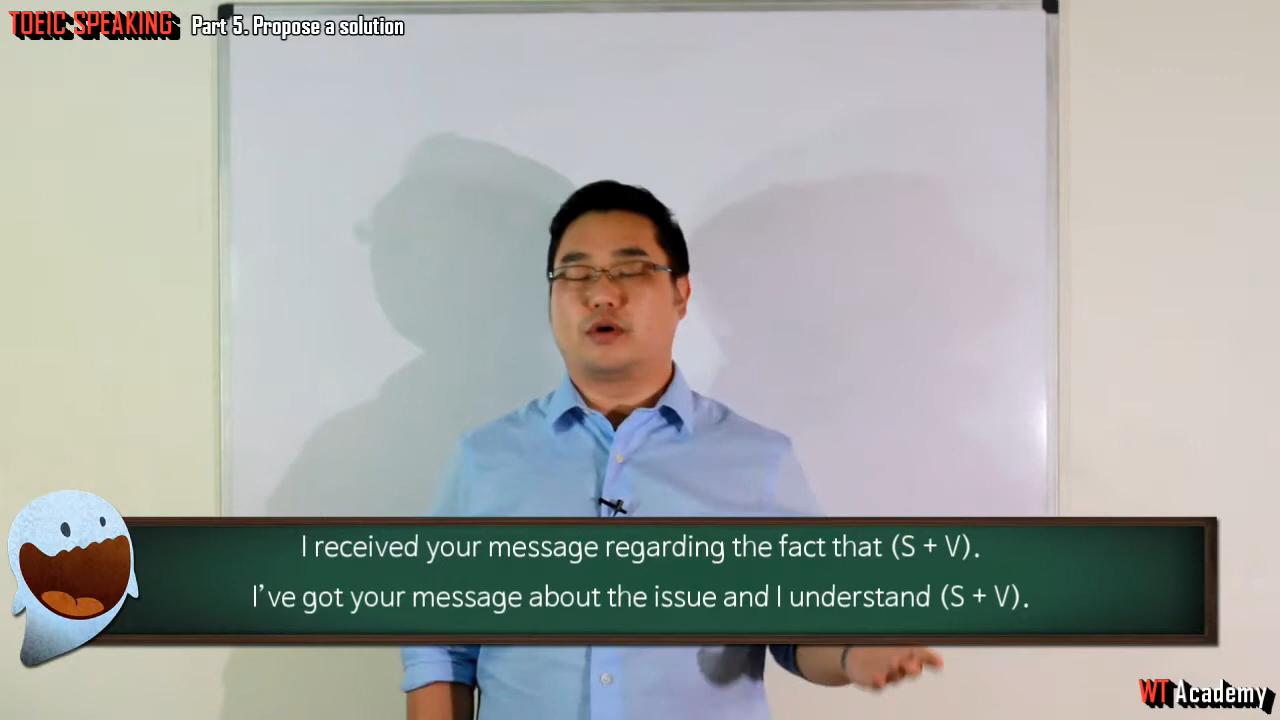 TOEIC SPEAKING Part 5. Propose a solution
I received your message regarding the fact that (S + V).
I've got your message about the issue and I understand (S + V).
WT Academy